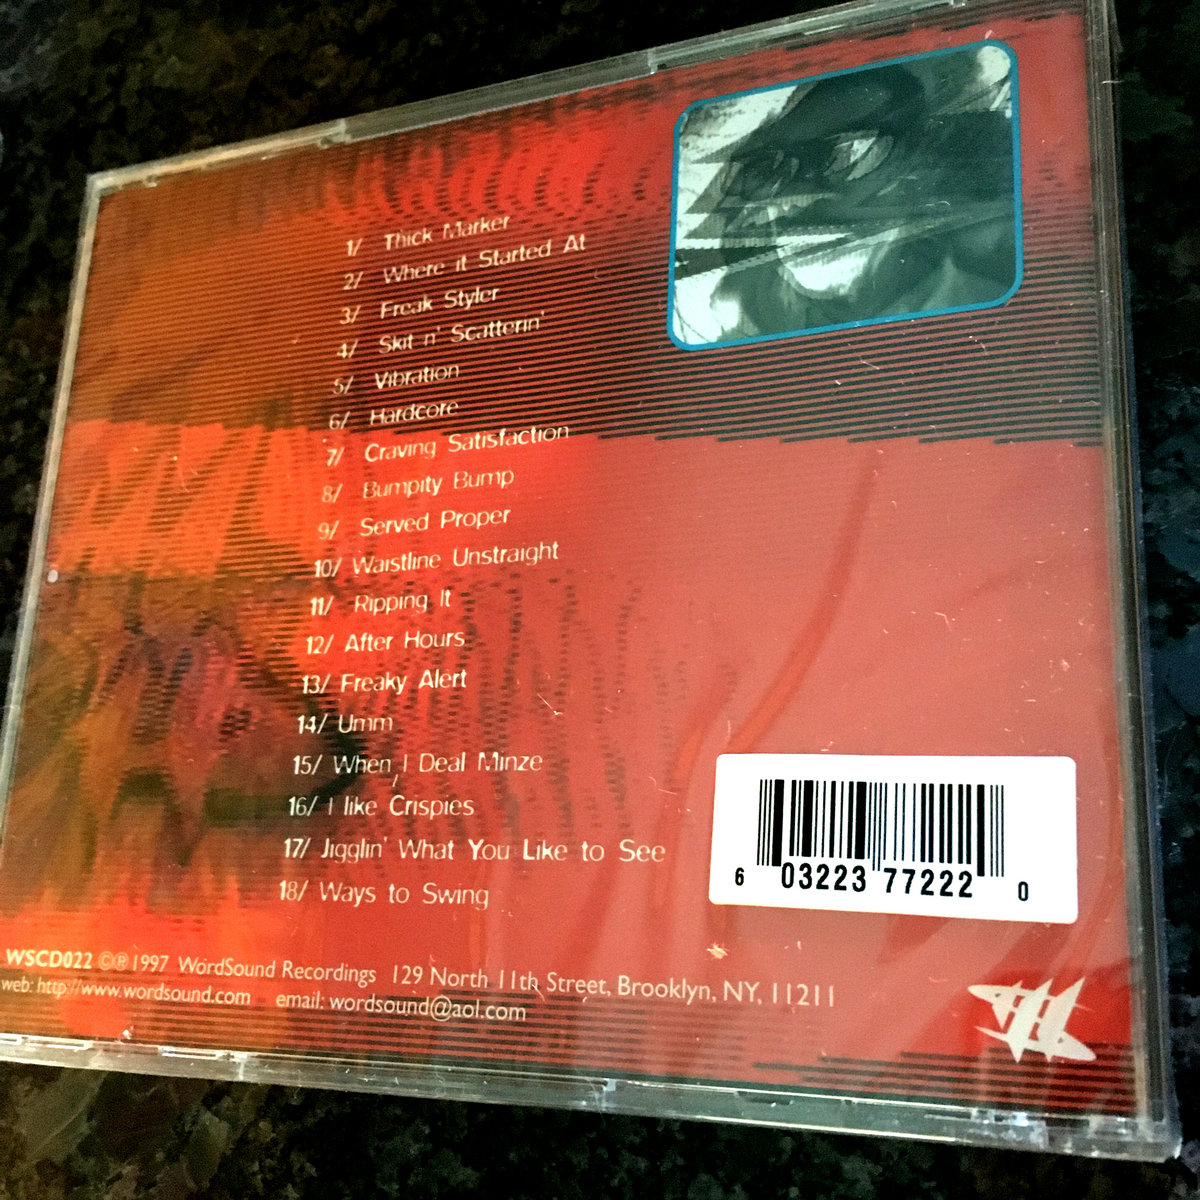 1/ Thick Marker
2/ Where it Started At
3/ Freak Styler
4/ Skit n' Scatterin'
5/ Vibration
6/ Hardcore
7/ Craving Satisfaction
8/ Bumpity Bump
9/ Served Proper
10/ Waistline Unstraight
11/ Ripping It
12/ After Hours
13/ Freaky Alert
14/ Umm
15/ When I Deal Minze
16/ I like Crispies
17/ Jigglin' What You Like to See
18/ Ways to Swing
6 03223 77222 0
WSCD022 ©℗1997 WordSound Recordings 129 North 11th Street, Brooklyn, NY, 11211
web: http://www.wordsound.com email: wordsound@aol.com